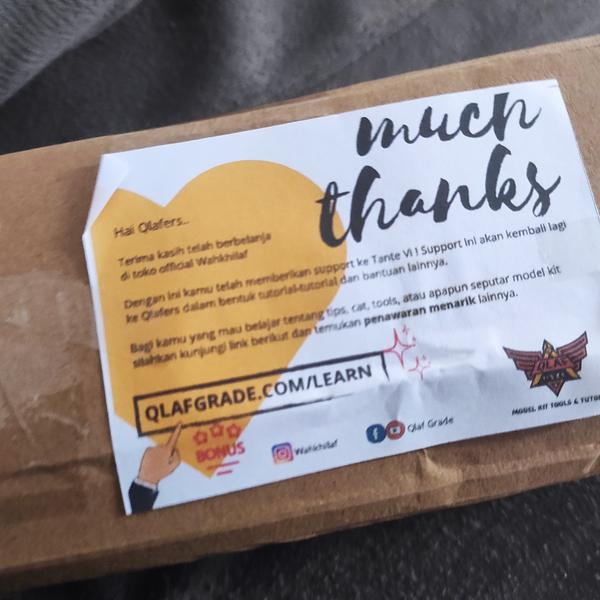 much
thanks
Hai Qlafers..
Terima kasih telah berbelanja
di toko official Wahkhilaf
Dengan ini kamu telah memberikan support ke Tante Vi ! Support ini akan kembali lagi
ke Qlafers dalam bentuk tutorial-tutorial dan bantuan lainnya.
Bagi kamu yang mau belajar tentang tips, cat, tools, atau apapun seputar model kit
silahkan kunjungi link berikut dan temukan penawaran menarik lainnya.
QLAFGRADE.COM/LEARN
BONUS
Wahkhilaf
Qlaf Grade
QLAF
MODEL KIT TOOLS & TUTO